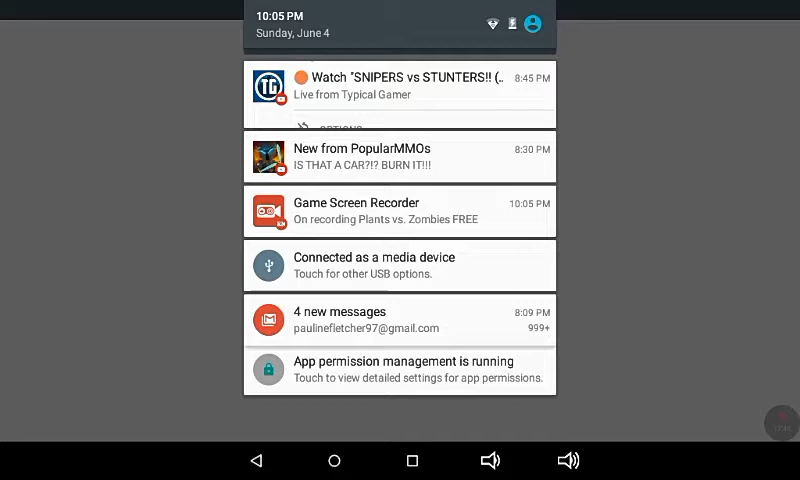 10:05 PM
Sunday, June 4
TG
Watch "SNIPERS vs STUNTERS!! (..
8:45 PM
Live from Typical Gamer
New from PopularMMOs
8:30 PM
IS THAT A CAR?!? BURN IT!!!
Game Screen Recorder
10:05 PM
On recording Plants vs. Zombies FREE
Connected as a media device
Touch for other USB options.
4 new messages
8:09 PM
paulinefletcher97@gmail.com
999+
App permission management is running
Touch to view detailed settings for app permissions.